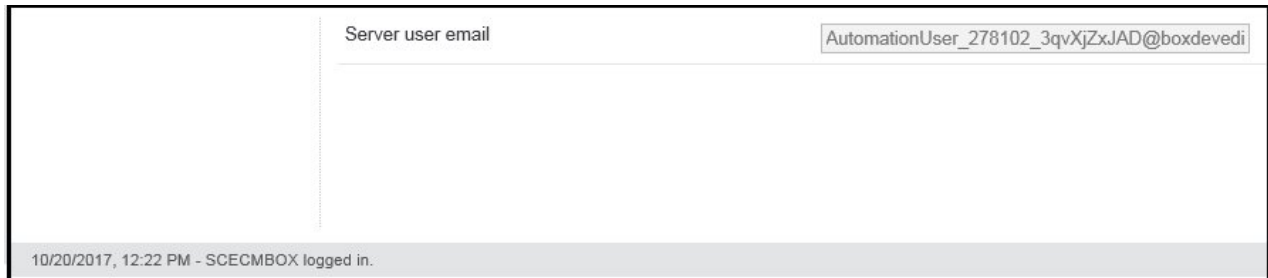 Server user email
AutomationUser_278102_3qvXjZxJAD@boxdevedi
10/20/2017, 12:22 PM - SCECMBOX logged in.